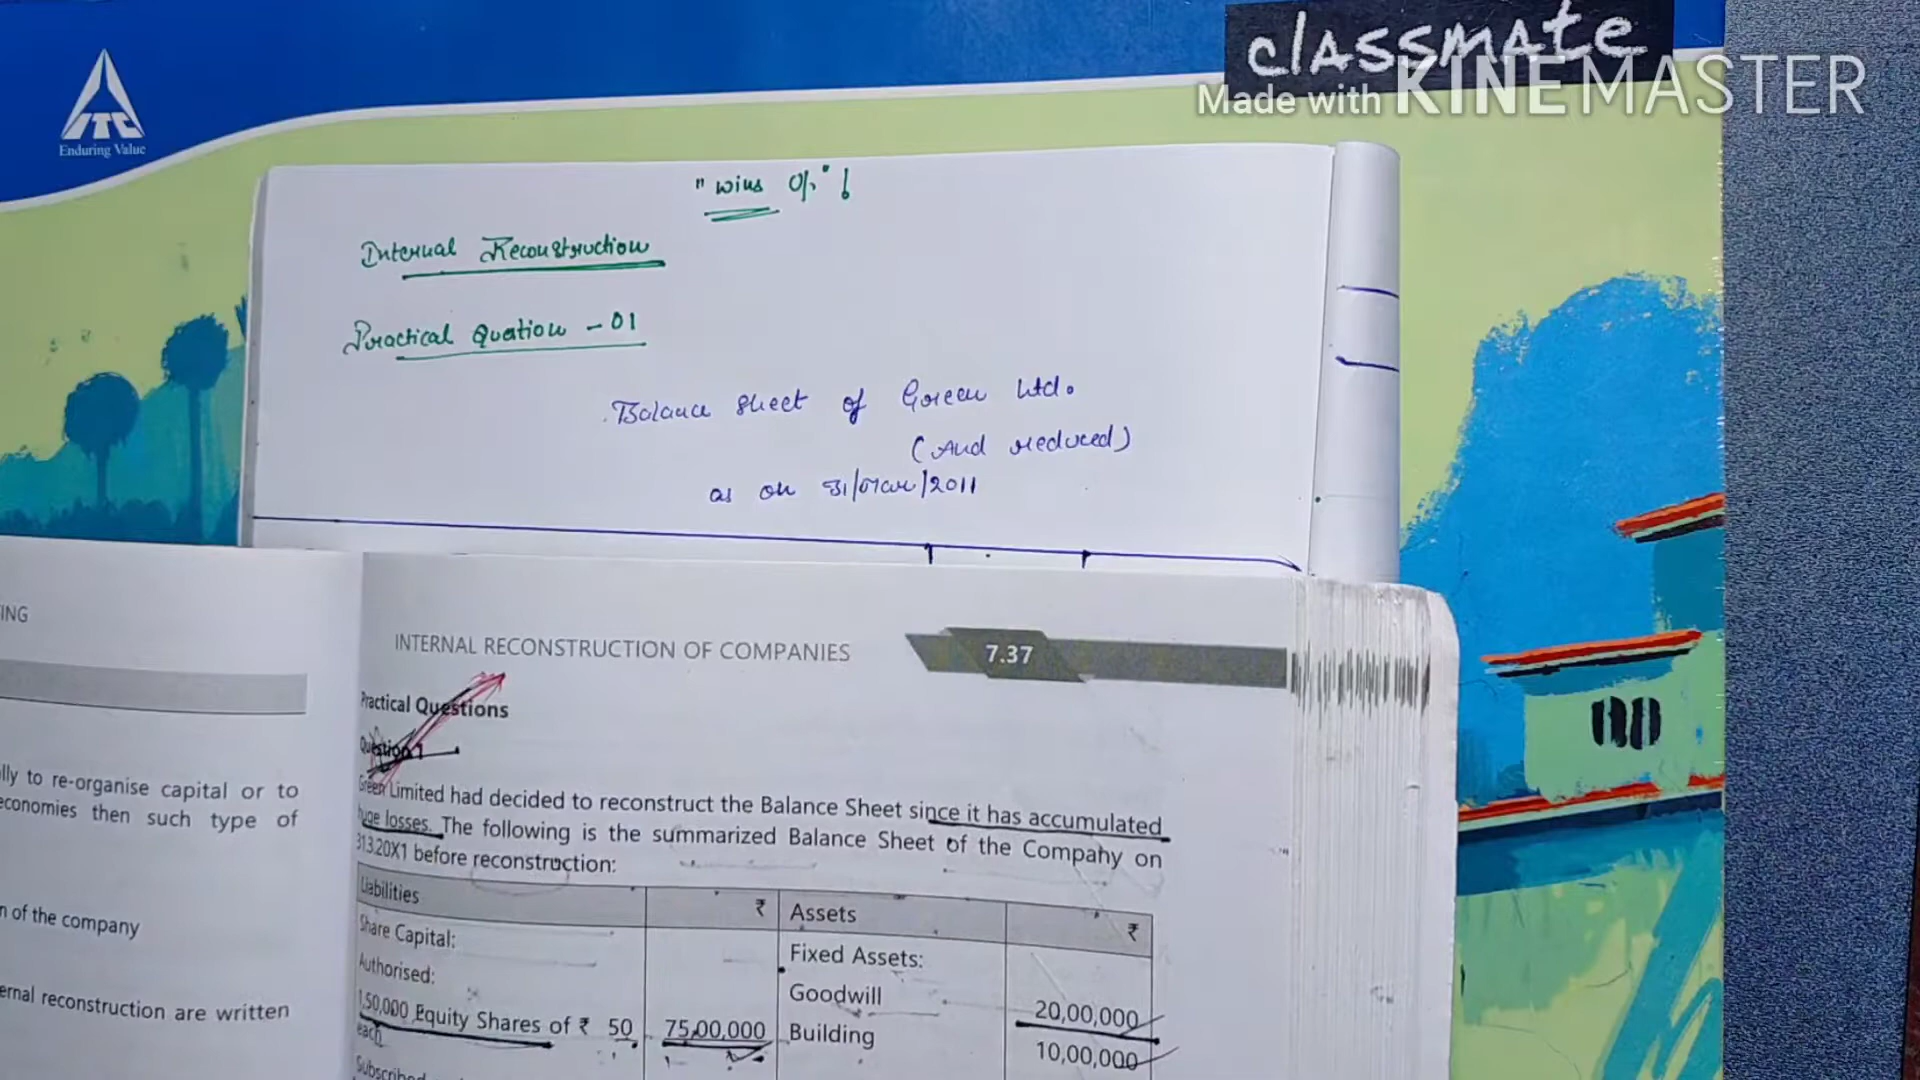 classmate
Made with KINEMASTER
ITC
Enduring Value
"wins
Internal Reconstruction
Practical Quation - 01
Balance Sheet of Green Ltd.
(And reduced)
as on 31/Mar/2011
ING
lly to re-organise capital or to
economies then such type of
n of the company
ernal reconstruction are written
INTERNAL RECONSTRUCTION OF COMPANIES 7.37
Practical Questions
Question 1
Green Limited had decided to reconstruct the Balance Sheet since it has accumulated
huge losses. The following is the summarized Balance Sheet of the Company on
31.3.20X1 before reconstruction:
Liabilities ₹ Assets ₹
Share Capital: Fixed Assets:
Authorised: Goodwill 20,00,000
1,50,000 Equity Shares of ₹ 50 75,00,000 Building 10,00,000
each
Subscribed